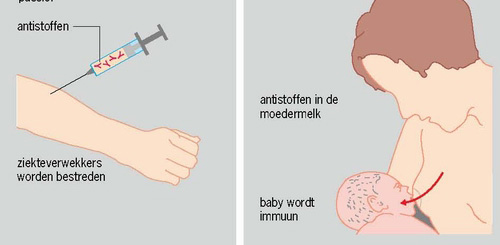 antistoffen
ziekteverwekkers
worden bestreden
antistoffen in de
moedermelk
baby wordt
immuun